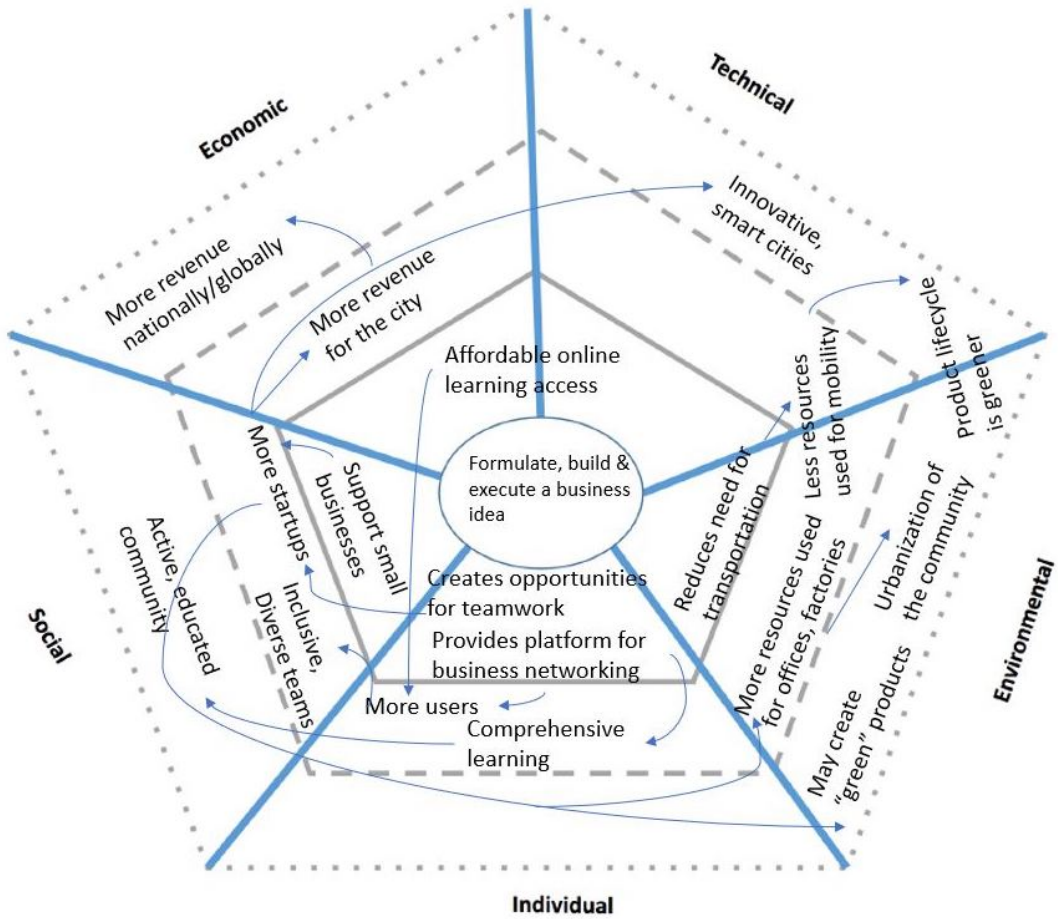 Economic
Technical
Innovative,
smart cities
More revenue
nationally/globally
More revenue
for the city
Affordable online
learning access
Product lifecycle
is greener
Less resources
used for mobility
Formulate, build &
execute a business
idea
More startups
Support small
businesses
Reduces need for
transportation
Urbanization of
the community
More resources used
for offices, factories
Active, educated
community
Inclusive,
Diverse teams
Creates opportunities
for teamwork
Provides platform for
business networking
More users
Comprehensive
learning
May create
“green” products
Social
Environmental
Individual